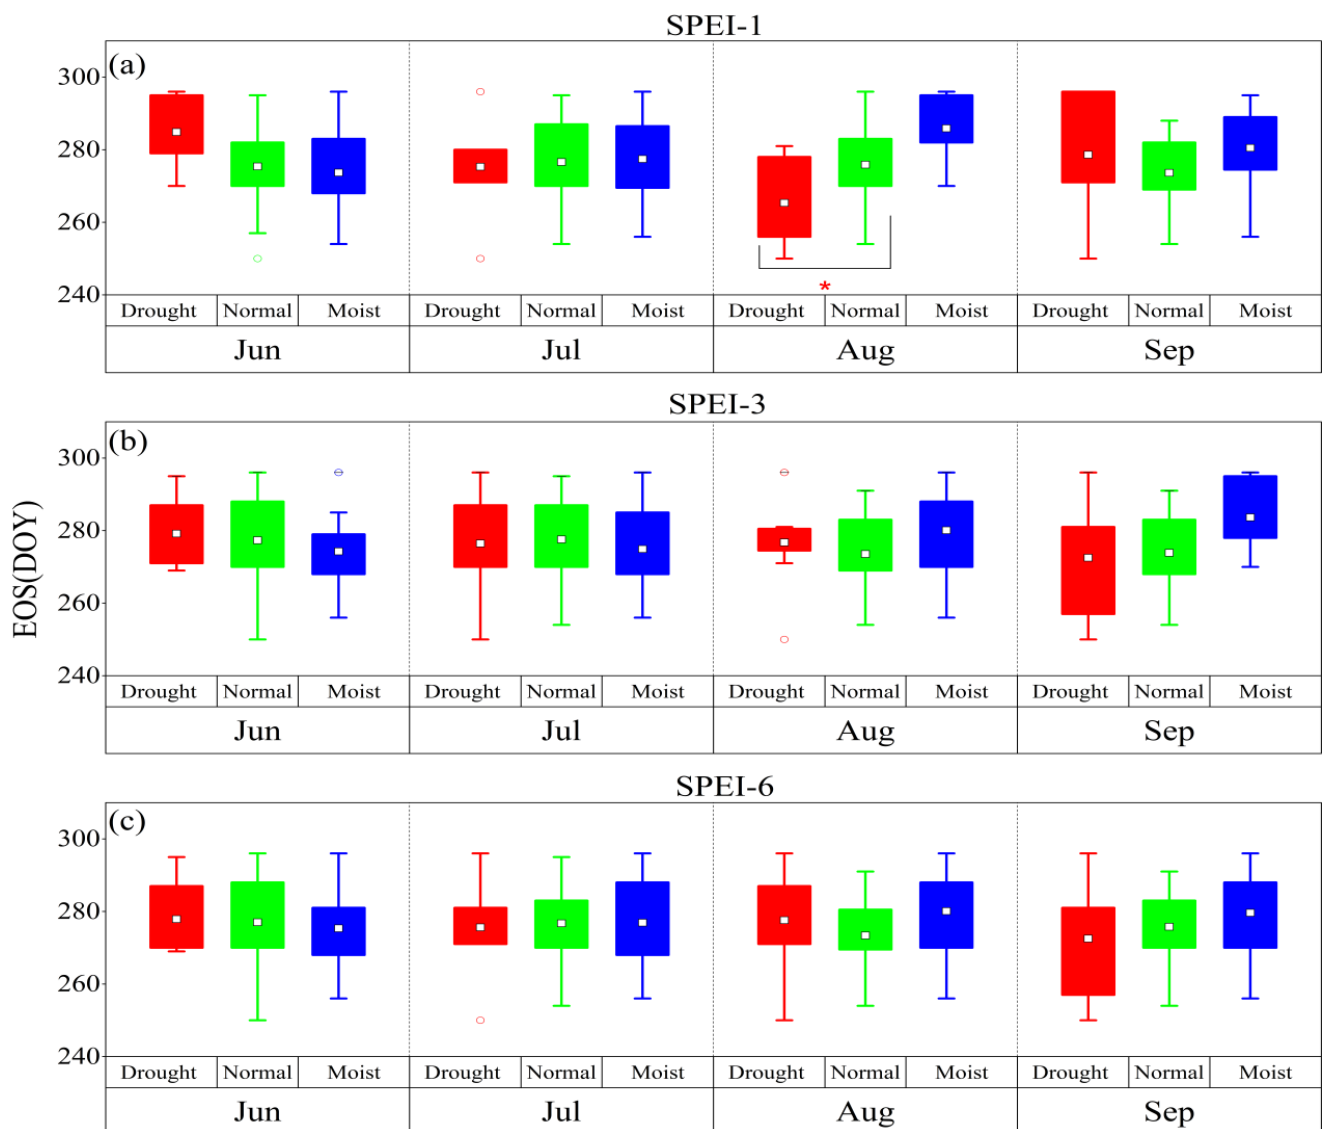 SPEI-1
(a)
300
280
260
240
*
Drought Normal Moist Drought Normal Moist Drought Normal Moist Drought Normal Moist
Jun Jul Aug Sep
SPEI-3
(b)
EOS(DOY)
300
280
260
240
Drought Normal Moist Drought Normal Moist Drought Normal Moist Drought Normal Moist
Jun Jul Aug Sep
SPEI-6
(c)
300
280
260
240
Drought Normal Moist Drought Normal Moist Drought Normal Moist Drought Normal Moist
Jun Jul Aug Sep